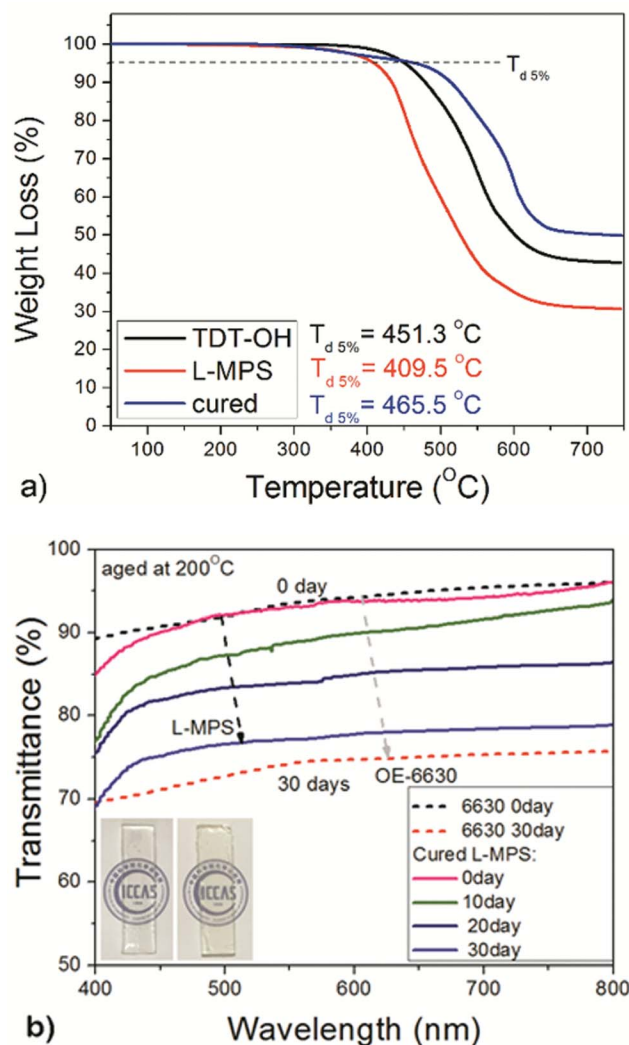 100
90
80
70
60
50
40
30
20
10
0
Weight Loss (%)
T d 5%
TDT-OH
L-MPS
cured
T d 5% = 451.3 °C
T d 5% = 409.5 °C
T d 5% = 465.5 °C
100 200 300 400 500 600 700
Temperature (°C)
a)
100
90
80
70
60
50
Transmittance (%)
aged at 200°C
0 day
L-MPS
OE-6630
30 days
6630 0day
6630 30day
Cured L-MPS:
0day
10day
20day
30day
ICCAS
ICCAS
400 500 600 700 800
Wavelength (nm)
b)